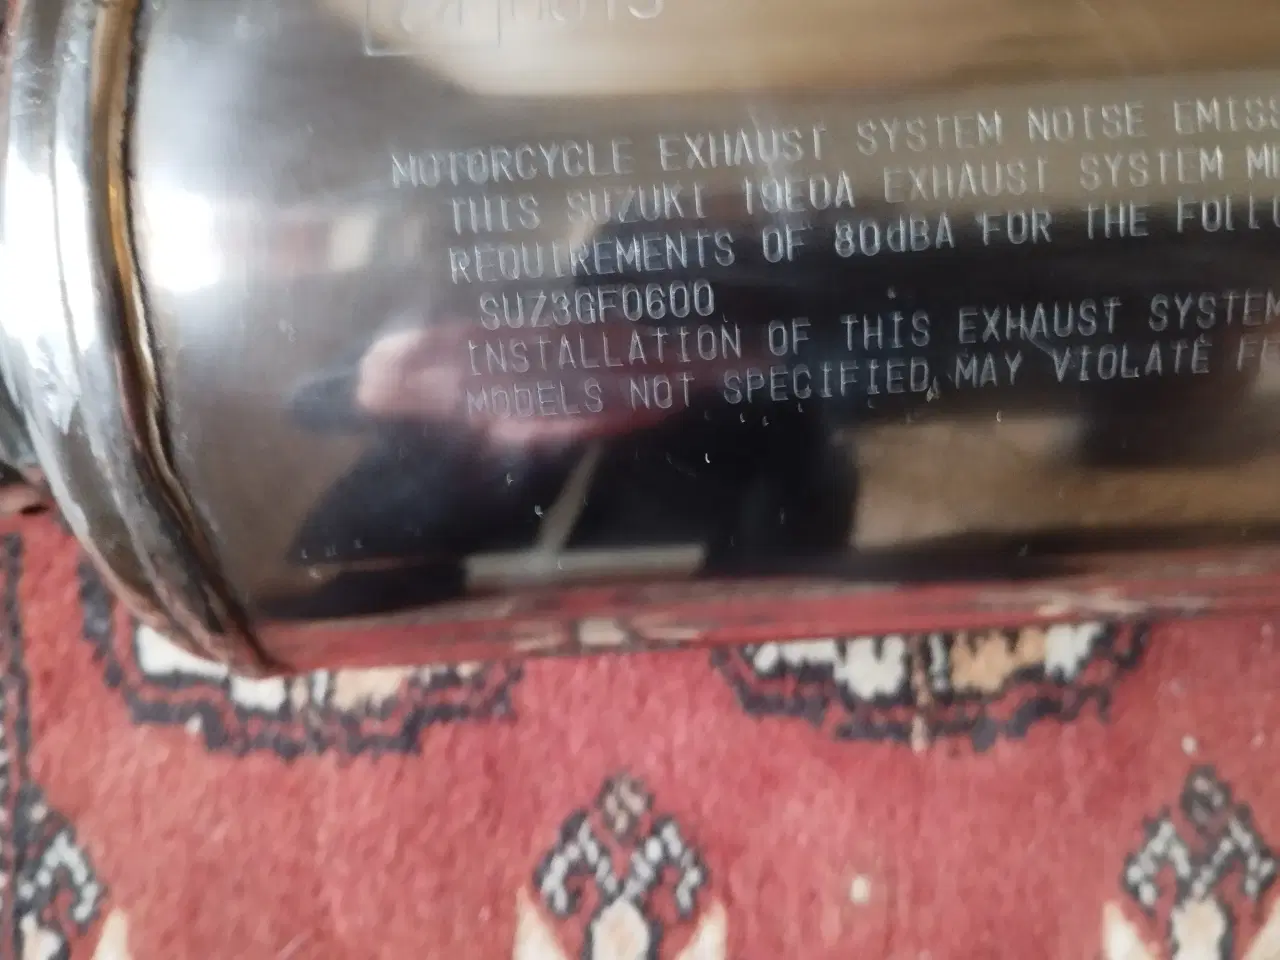 MOTORCYCLE EXHAUST SYSTEM NOISE EMISS
THIS SUZUKI 19E0A EXHAUST SYSTEM
REQUIREMENTS OF 80dBA FOR THE
SUZ3GF0600
INSTALLATION OF THIS EXHAUST SYSTEM
MODELS NOT SPECIFIED MAY VIOLATE FE